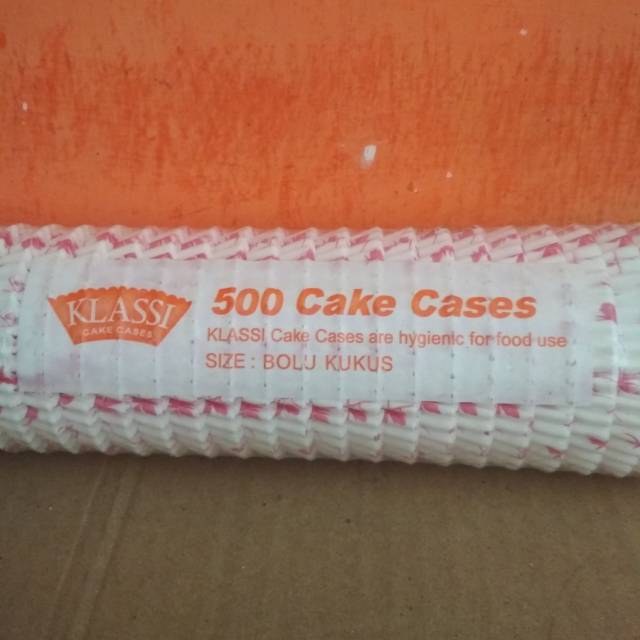 KLASSI
CAKE CASES
500 Cake Cases
KLASSI Cake Cases are hygienic for food use
SIZE : BOLU KUKUS